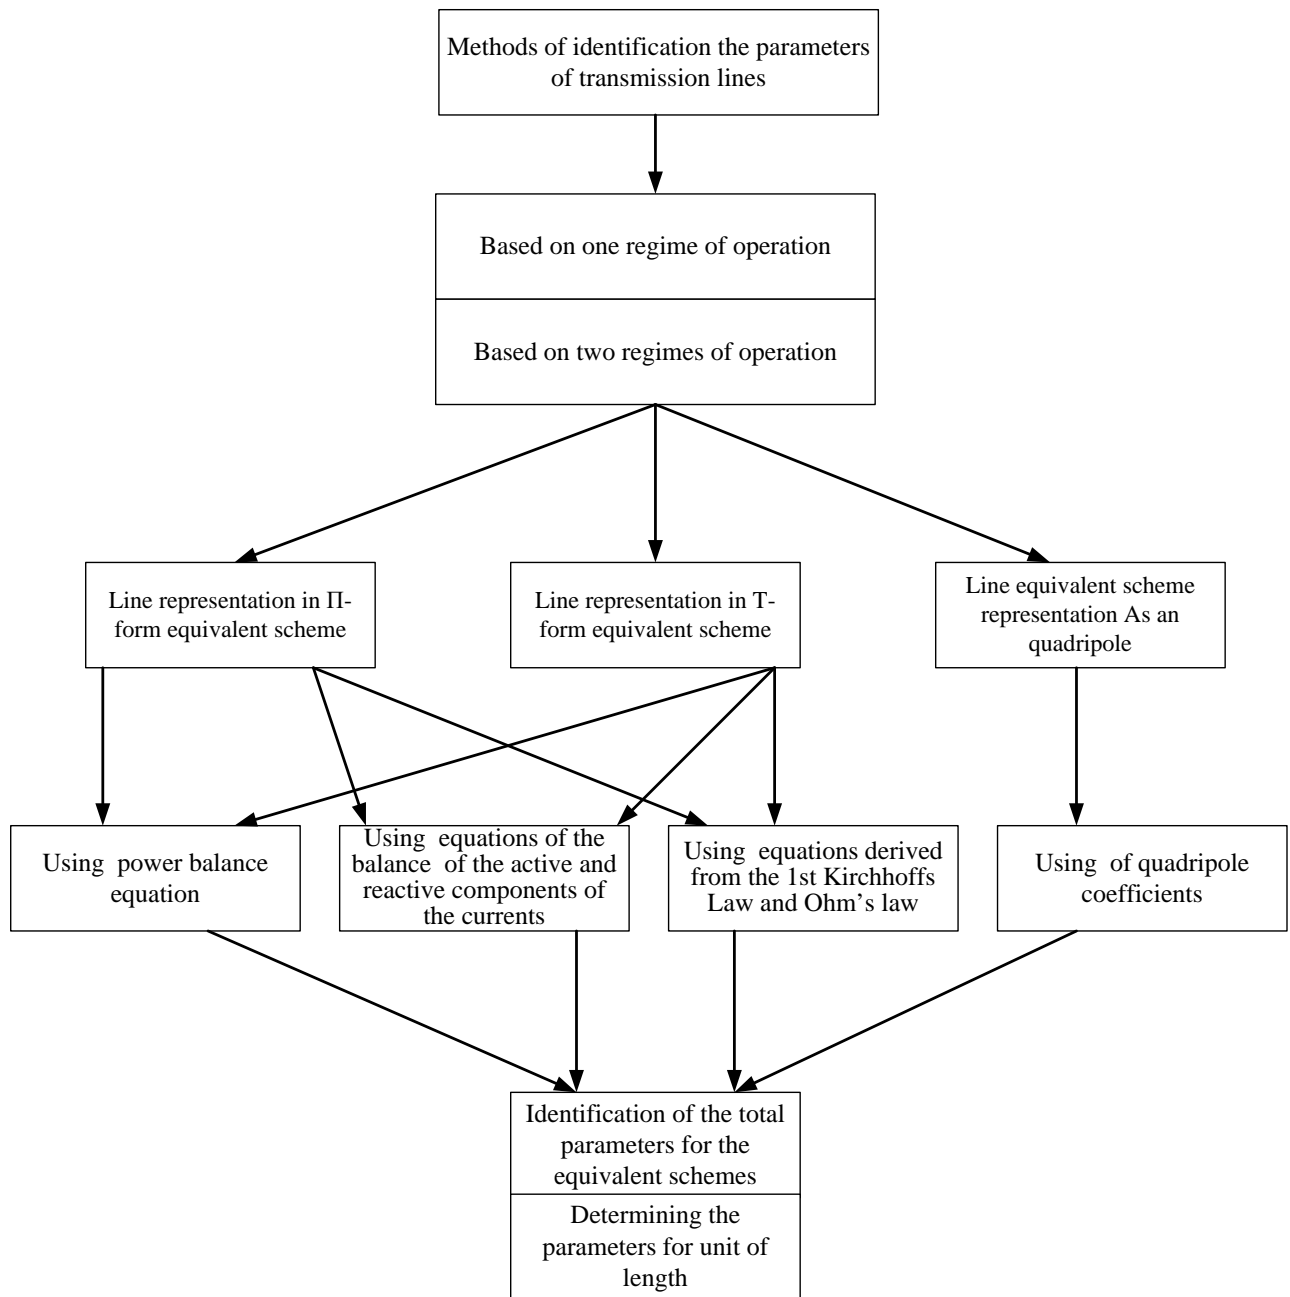 Methods of identification the parameters
of transmission lines
Based on one regime of operation
Based on two regimes of operation
Line representation in Π-
form equivalent scheme
Line representation in T-
form equivalent scheme
Line equivalent scheme
representation As an
quadripole
Using power balance
equation
Using equations of the
balance of the active and
reactive components of
the currents
Using equations derived
from the 1st Kirchhoffs
Law and Ohm’s law
Using of quadripole
coefficients
Identification of the total
parameters for the
equivalent schemes
Determining the
parameters for unit of
length